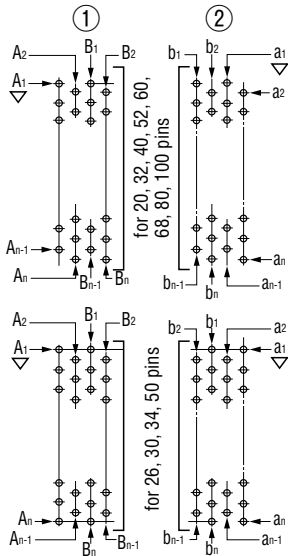 ① ②
A2 B1 B2 b1 b2 a1
A1 a2
for 20, 32, 40, 52, 60,
68, 80, 100 pins
An-1 an
An Bn-1 Bn bn-1 bn an-1
A2 B1 B2 b2 b1 a2
A1 a1
for 26, 30, 34, 50 pins
An an
An-1 Bn Bn-1 bn-1 bn an-1